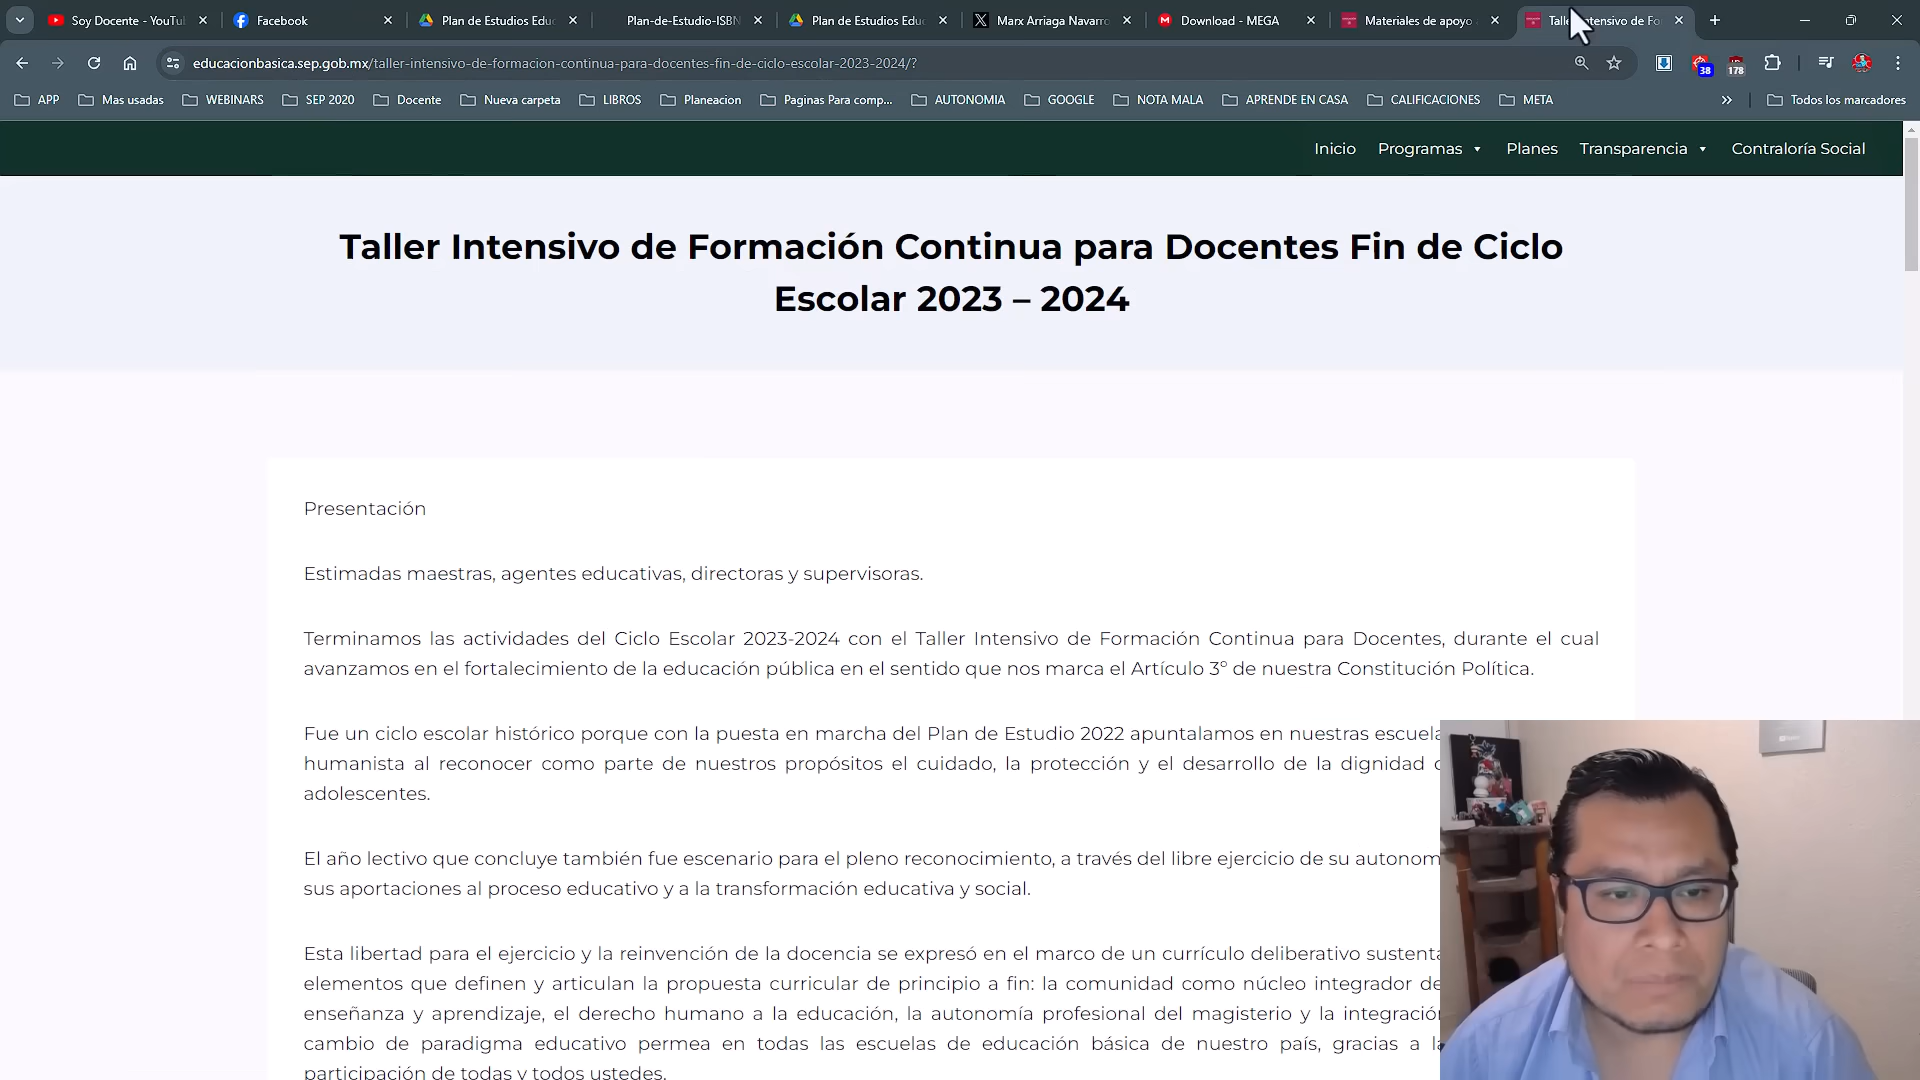 Soy Docente - YouTu
Facebook
Plan de Estudios Edu
Plan-de-Estudio-ISBN
Plan de Estudios Edu
Marx Arriaga Navarro
Download - MEGA
Materiales de apoyo
Taller Intensivo de Fo
educacionbasica.sep.gob.mx/taller-intensivo-de-formacion-continua-para-docentes-fin-de-ciclo-escolar-2023-2024/?
38
178
APP
Mas usadas
WEBINARS
SEP 2020
Docente
Nueva carpeta
LIBROS
Planeacion
Paginas Para comp...
AUTONOMIA
GOOGLE
NOTA MALA
APRENDE EN CASA
CALIFICACIONES
META
»
Todos los marcadores
Inicio
Programas
Planes
Transparencia
Contraloría Social
Taller Intensivo de Formación Continua para Docentes Fin de Ciclo
Escolar 2023 – 2024
Presentación
Estimadas maestras, agentes educativas, directoras y supervisoras.
Terminamos las actividades del Ciclo Escolar 2023-2024 con el Taller Intensivo de Formación Continua para Docentes, durante el cual
avanzamos en el fortalecimiento de la educación pública en el sentido que nos marca el Artículo 3º de nuestra Constitución Política.
Fue un ciclo escolar histórico porque con la puesta en marcha del Plan de Estudio 2022 apuntalamos en nuestras escuela
humanista al reconocer como parte de nuestros propósitos el cuidado, la protección y el desarrollo de la dignidad
adolescentes.
El año lectivo que concluye también fue escenario para el pleno reconocimiento, a través del libre ejercicio de su autonom
sus aportaciones al proceso educativo y a la transformación educativa y social.
Esta libertad para el ejercicio y la reinvención de la docencia se expresó en el marco de un currículo deliberativo sustenta
elementos que definen y articulan la propuesta curricular de principio a fin: la comunidad como núcleo integrador de
enseñanza y aprendizaje, el derecho humano a la educación, la autonomía profesional del magisterio y la integración
cambio de paradigma educativo permea en todas las escuelas de educación básica de nuestro país, gracias a la
participación de todas y todos ustedes.